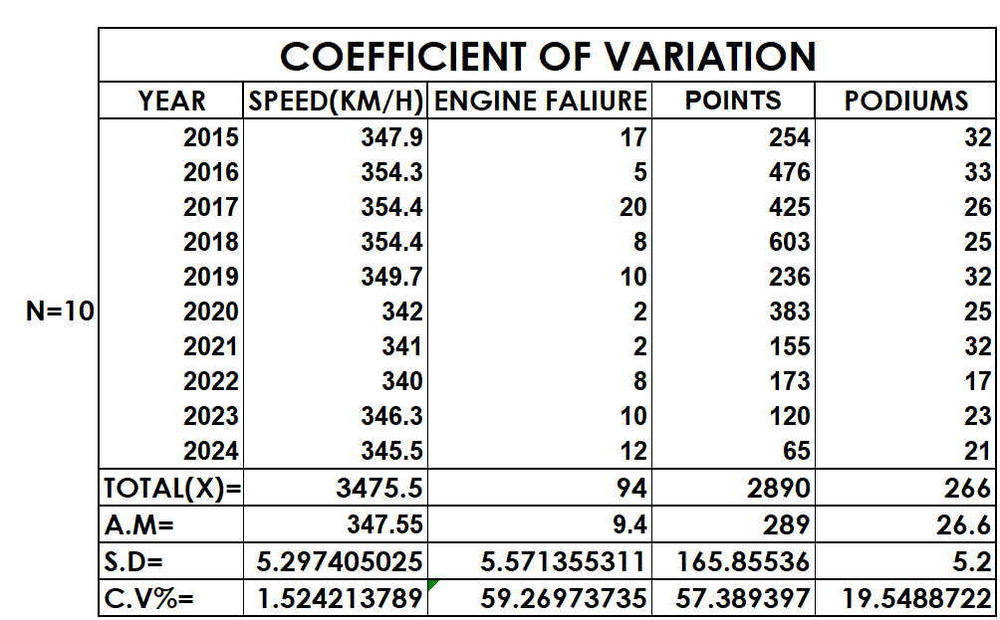 COEFFICIENT OF VARIATION
YEAR SPEED(KM/H) ENGINE FALIURE POINTS PODIUMS
2015 347.9 17 254 32
2016 354.3 5 476 33
2017 354.4 20 425 26
2018 354.4 8 603 25
2019 349.7 10 236 32
N=10 2020 342 2 383 25
2021 341 2 155 32
2022 340 8 173 17
2023 346.3 10 120 23
2024 345.5 12 65 21
TOTAL(X)= 3475.5 94 2890 266
A.M= 347.55 9.4 289 26.6
S.D= 5.297405025 5.571355311 165.85536 5.2
C.V%= 1.524213789 59.26973735 57.389397 19.5488722